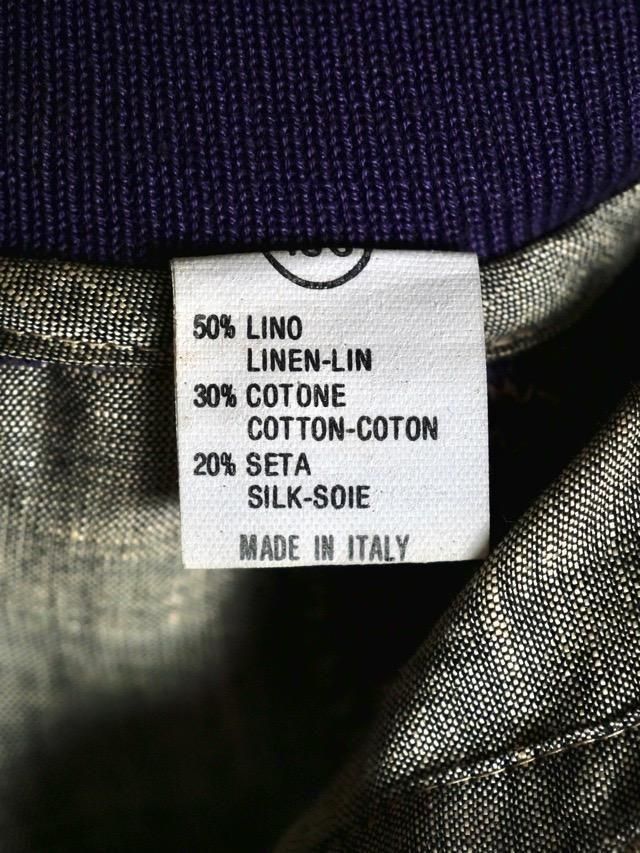 50% LINO
LINEN-LIN
30% COTONE
COTTON-COTON
20% SETA
SILK-SOIE
MADE IN ITALY